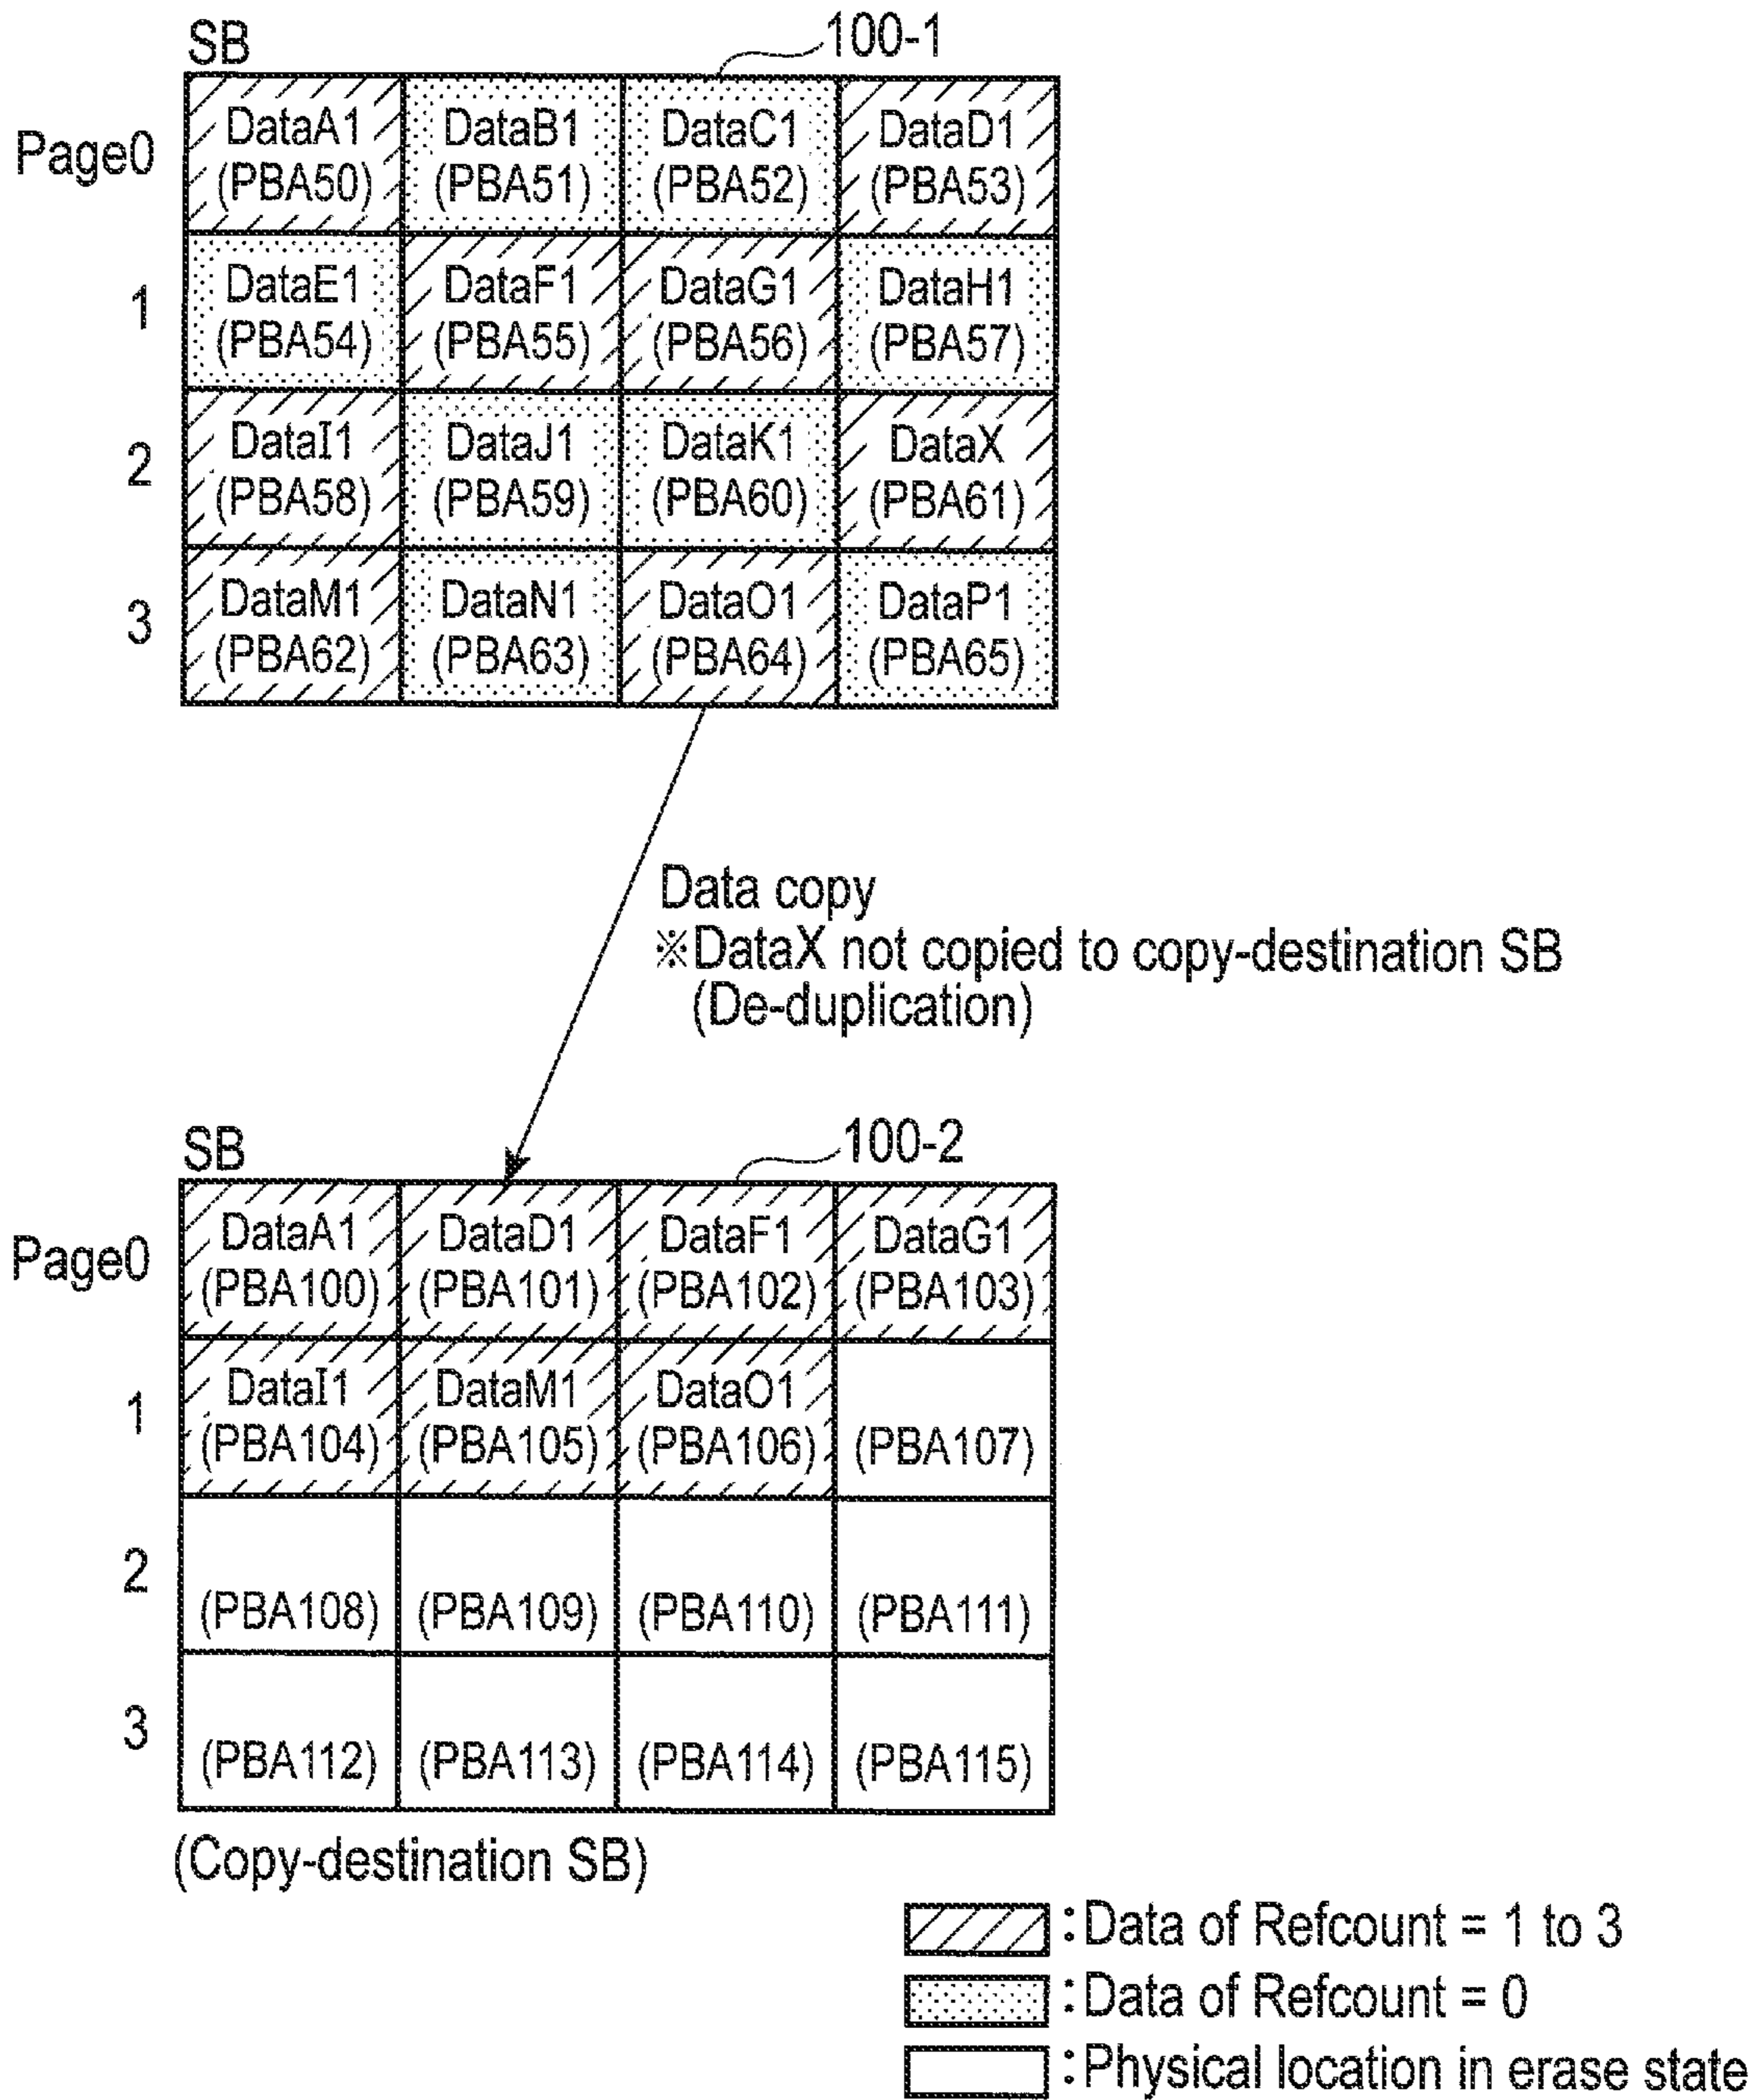 SB
100-1
Page0
DataA1 DataB1 DataC1 DataD1
(PBA50) (PBA51) (PBA52) (PBA53)
1
DataE1 DataF1 DataG1 DataH1
(PBA54) (PBA55) (PBA56) (PBA57)
2
DataI1 DataJ1 DataK1 DataX
(PBA58) (PBA59) (PBA60) (PBA61)
3
DataM1 DataN1 DataO1 DataP1
(PBA62) (PBA63) (PBA64) (PBA65)
Data copy
※DataX not copied to copy-destination SB
(De-duplication)
SB
100-2
Page0
DataA1 DataD1 DataF1 DataG1
(PBA100) (PBA101) (PBA102) (PBA103)
1
DataI1 DataM1 DataO1
(PBA104) (PBA105) (PBA106) (PBA107)
2
(PBA108) (PBA109) (PBA110) (PBA111)
3
(PBA112) (PBA113) (PBA114) (PBA115)
(Copy-destination SB)
:Data of Refcount = 1 to 3
:Data of Refcount = 0
:Physical location in erase state